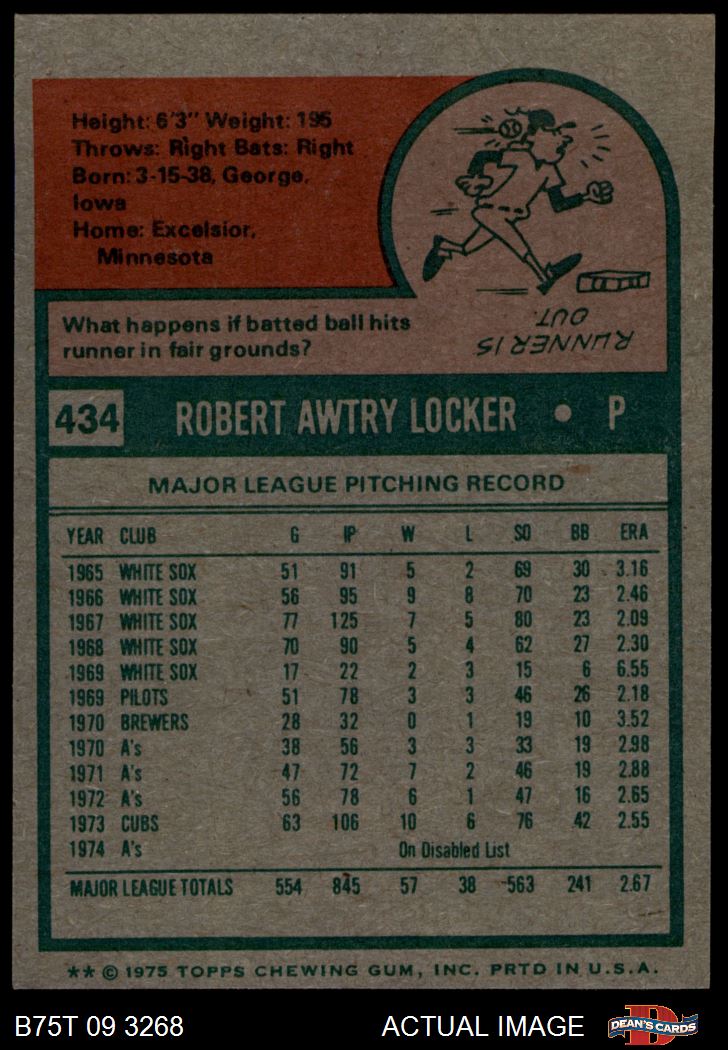 Height: 6'3" Weight: 195
Throws: Right Bats: Right
Born: 3-15-38, George,
Iowa
Home: Excelsior,
Minnesota
What happens if batted ball hits
runner in fair grounds?
RUNNER IS
OUT.
434 ROBERT AWTRY LOCKER • P
MAJOR LEAGUE PITCHING RECORD
YEAR CLUB G IP W L SO BB ERA
1965 WHITE SOX 51 91 5 2 69 30 3.16
1966 WHITE SOX 56 95 9 8 70 23 2.46
1967 WHITE SOX 77 125 7 5 80 23 2.09
1968 WHITE SOX 70 90 5 4 62 27 2.30
1969 WHITE SOX 17 22 2 3 15 6 6.55
1969 PILOTS 51 78 3 3 46 26 2.18
1970 BREWERS 28 32 0 1 19 10 3.52
1970 A's 38 56 3 3 33 19 2.98
1971 A's 47 72 7 2 46 19 2.88
1972 A's 56 78 6 1 47 16 2.65
1973 CUBS 63 106 10 6 76 42 2.55
1974 A's On Disabled List
MAJOR LEAGUE TOTALS 554 845 57 38 563 241 2.67
** © 1975 TOPPS CHEWING GUM, INC. PRTD IN U.S.A.
B75T 09 3268 ACTUAL IMAGE D DEAN'S CARDS